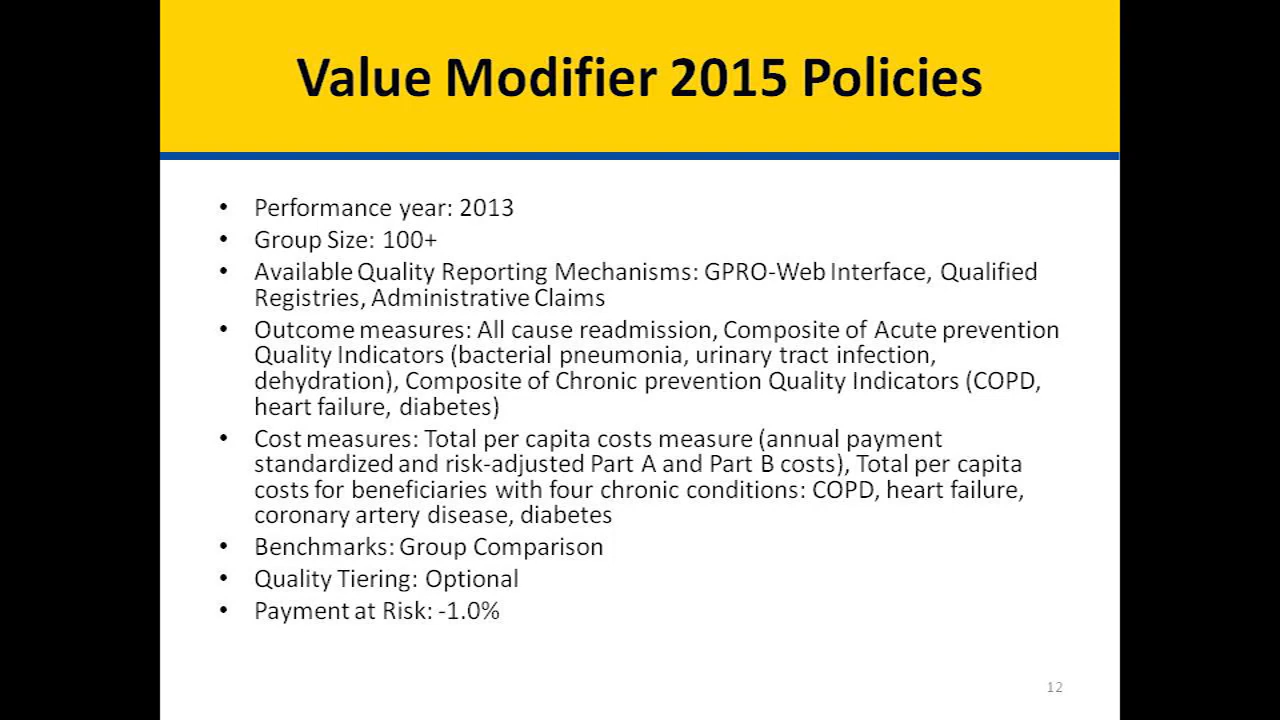 Value Modifier 2015 Policies
• Performance year: 2013
• Group Size: 100+
• Available Quality Reporting Mechanisms: GPRO-Web Interface, Qualified
Registries, Administrative Claims
• Outcome measures: All cause readmission, Composite of Acute prevention
Quality Indicators (bacterial pneumonia, urinary tract infection,
dehydration), Composite of Chronic prevention Quality Indicators (COPD,
heart failure, diabetes)
• Cost measures: Total per capita costs measure (annual payment
standardized and risk-adjusted Part A and Part B costs), Total per capita
costs for beneficiaries with four chronic conditions: COPD, heart failure,
coronary artery disease, diabetes
• Benchmarks: Group Comparison
• Quality Tiering: Optional
• Payment at Risk: -1.0%
12